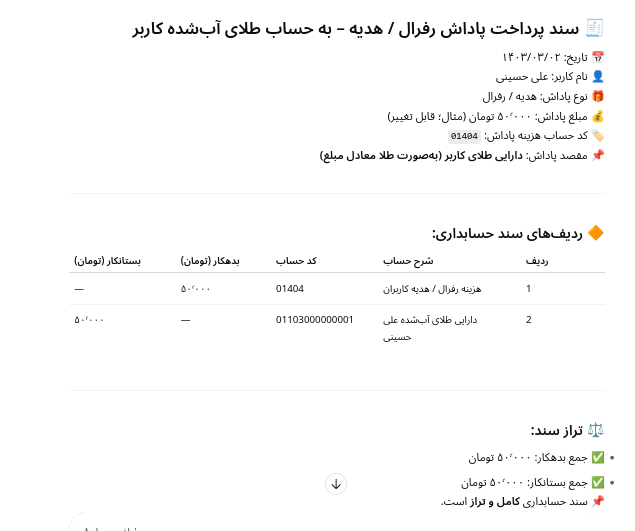 🧾 سند پرداخت پاداش رفرال / هدیه – به حساب طلای آب‌شده کاربر
📅 تاریخ: ۱۴۰۳/۰۳/۰۲
👤 نام کاربر: علی حسینی
🎁 نوع پاداش: هدیه / رفرال
💰 مبلغ پاداش: ۵۰٬۰۰۰ تومان (مثال؛ قابل تغییر)
🏷️ کد حساب هزینه پاداش: 01404
📌 مقصد پاداش: دارایی طلای کاربر (به‌صورت طلا معادل مبلغ)
🔶 ردیف‌های سند حسابداری:
ردیف شرح حساب کد حساب بدهکار (تومان) بستانکار (تومان)
1 هزینه رفرال / هدیه کاربران 01404 ۵۰٬۰۰۰ —
2 دارایی طلای آب‌شده علی حسینی 01103000000001 — ۵۰٬۰۰۰
⚖️ تراز سند:
• ✅ جمع بدهکار: ۵۰٬۰۰۰ تومان
• ✅ جمع بستانکار: ۵۰٬۰۰۰ تومان
📌 سند حسابداری کامل و تراز است.